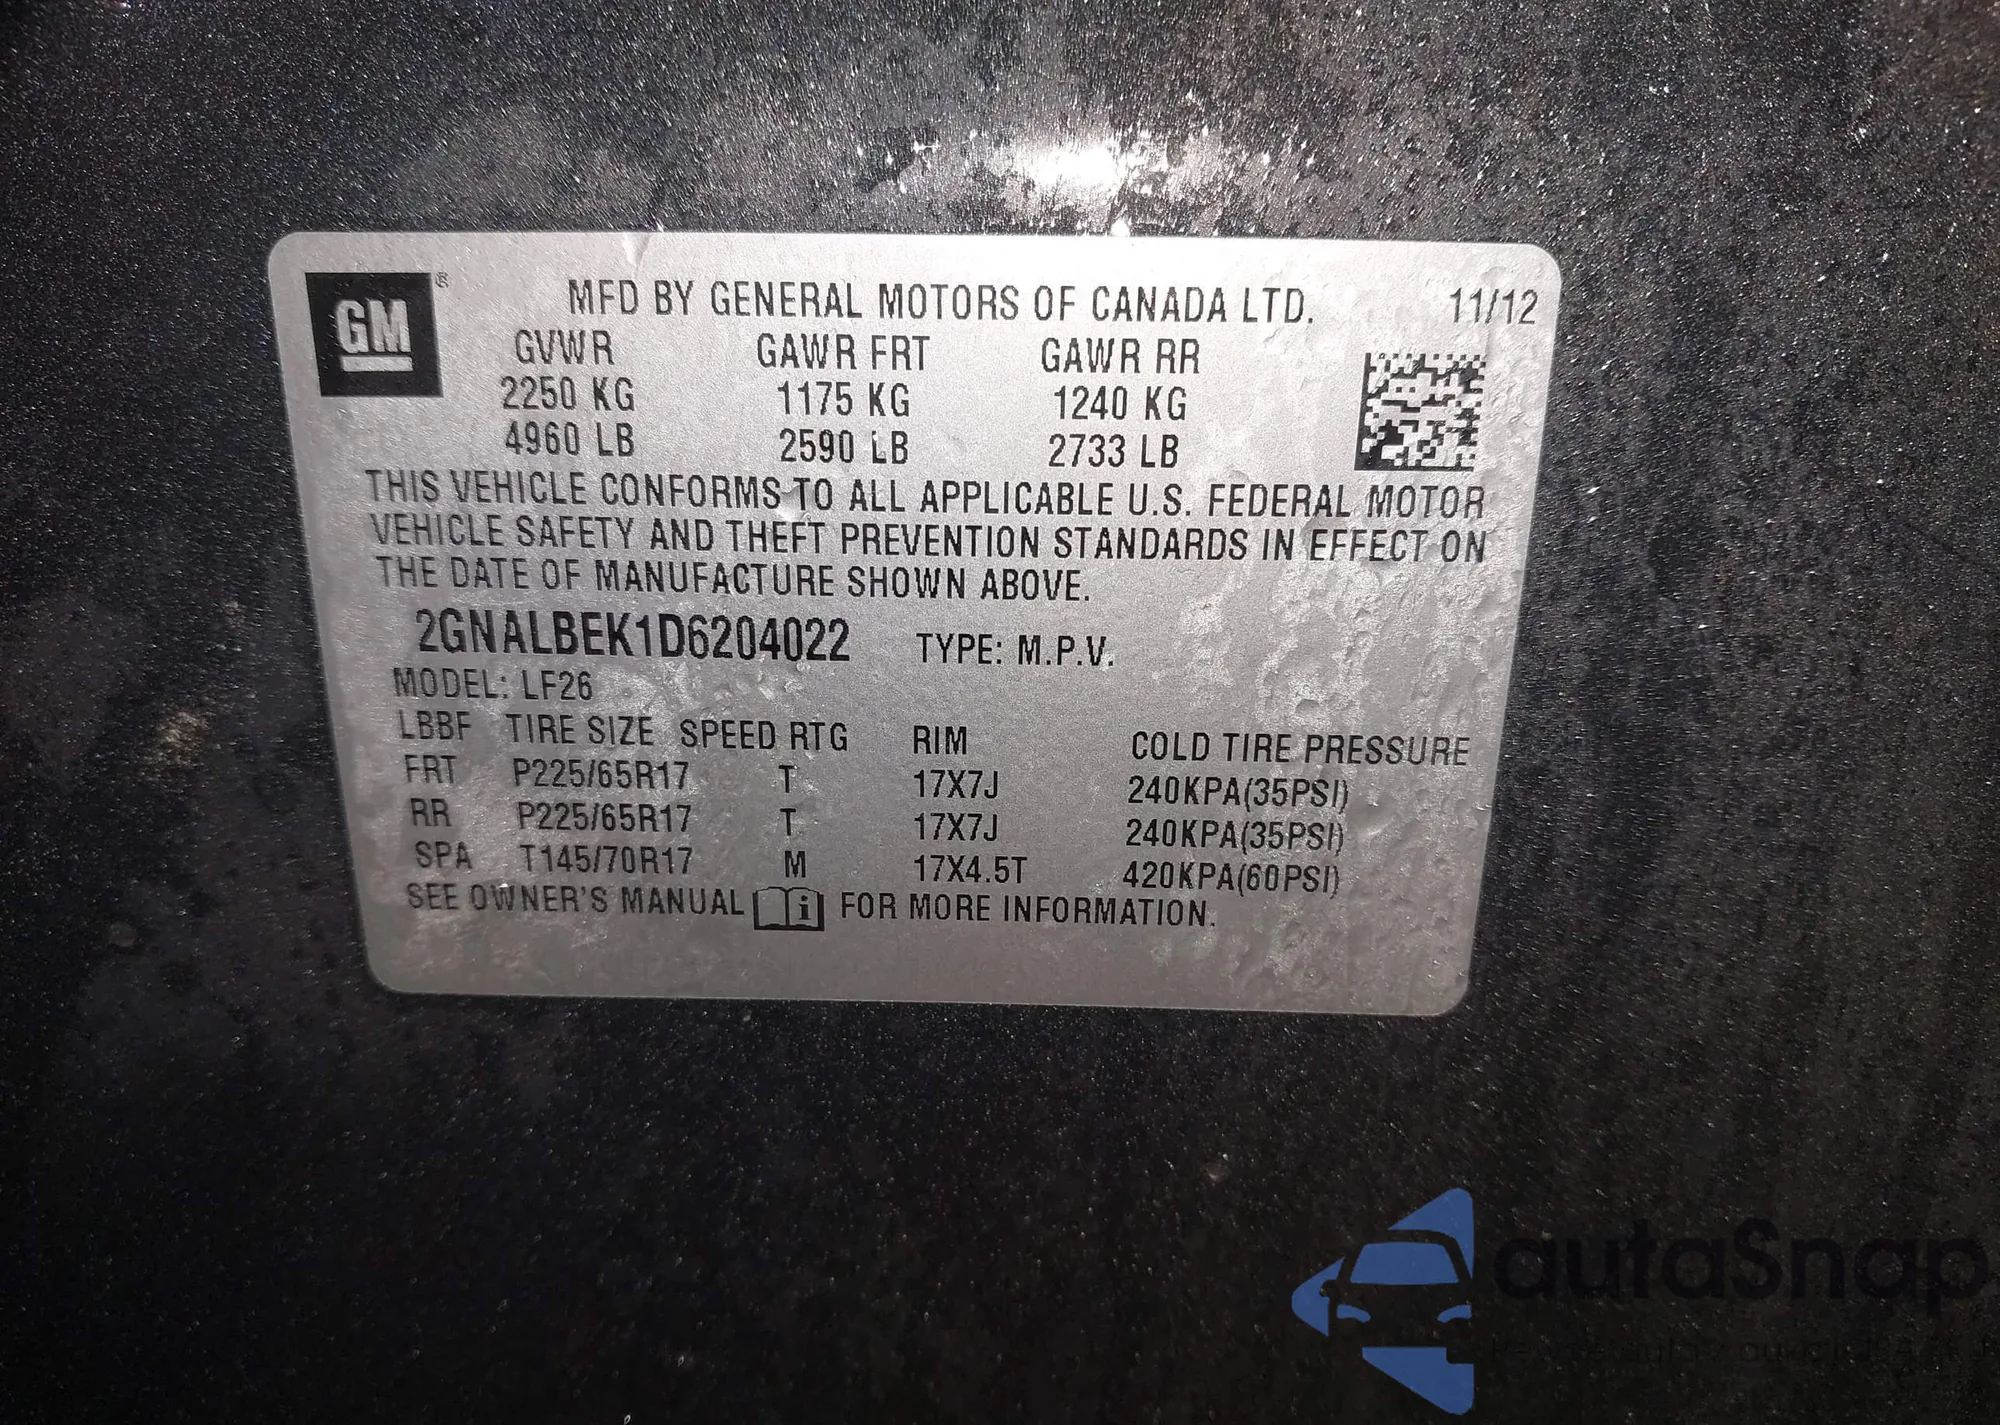 GM ®
MFD BY GENERAL MOTORS OF CANADA LTD. 11/12
GVWR GAWR FRT GAWR RR
2250 KG 1175 KG 1240 KG
4960 LB 2590 LB 2733 LB
THIS VEHICLE CONFORMS TO ALL APPLICABLE U.S. FEDERAL MOTOR
VEHICLE SAFETY AND THEFT PREVENTION STANDARDS IN EFFECT ON
THE DATE OF MANUFACTURE SHOWN ABOVE.
2GNALBEK1D6204022 TYPE: M.P.V.
MODEL: LF26
LBBF TIRE SIZE SPEED RTG RIM COLD TIRE PRESSURE
FRT P225/65R17 T 17X7J 240KPA(35PSI)
RR P225/65R17 T 17X7J 240KPA(35PSI)
SPA T145/70R17 M 17X4.5T 420KPA(60PSI)
SEE OWNER'S MANUAL i FOR MORE INFORMATION.
autaSnap